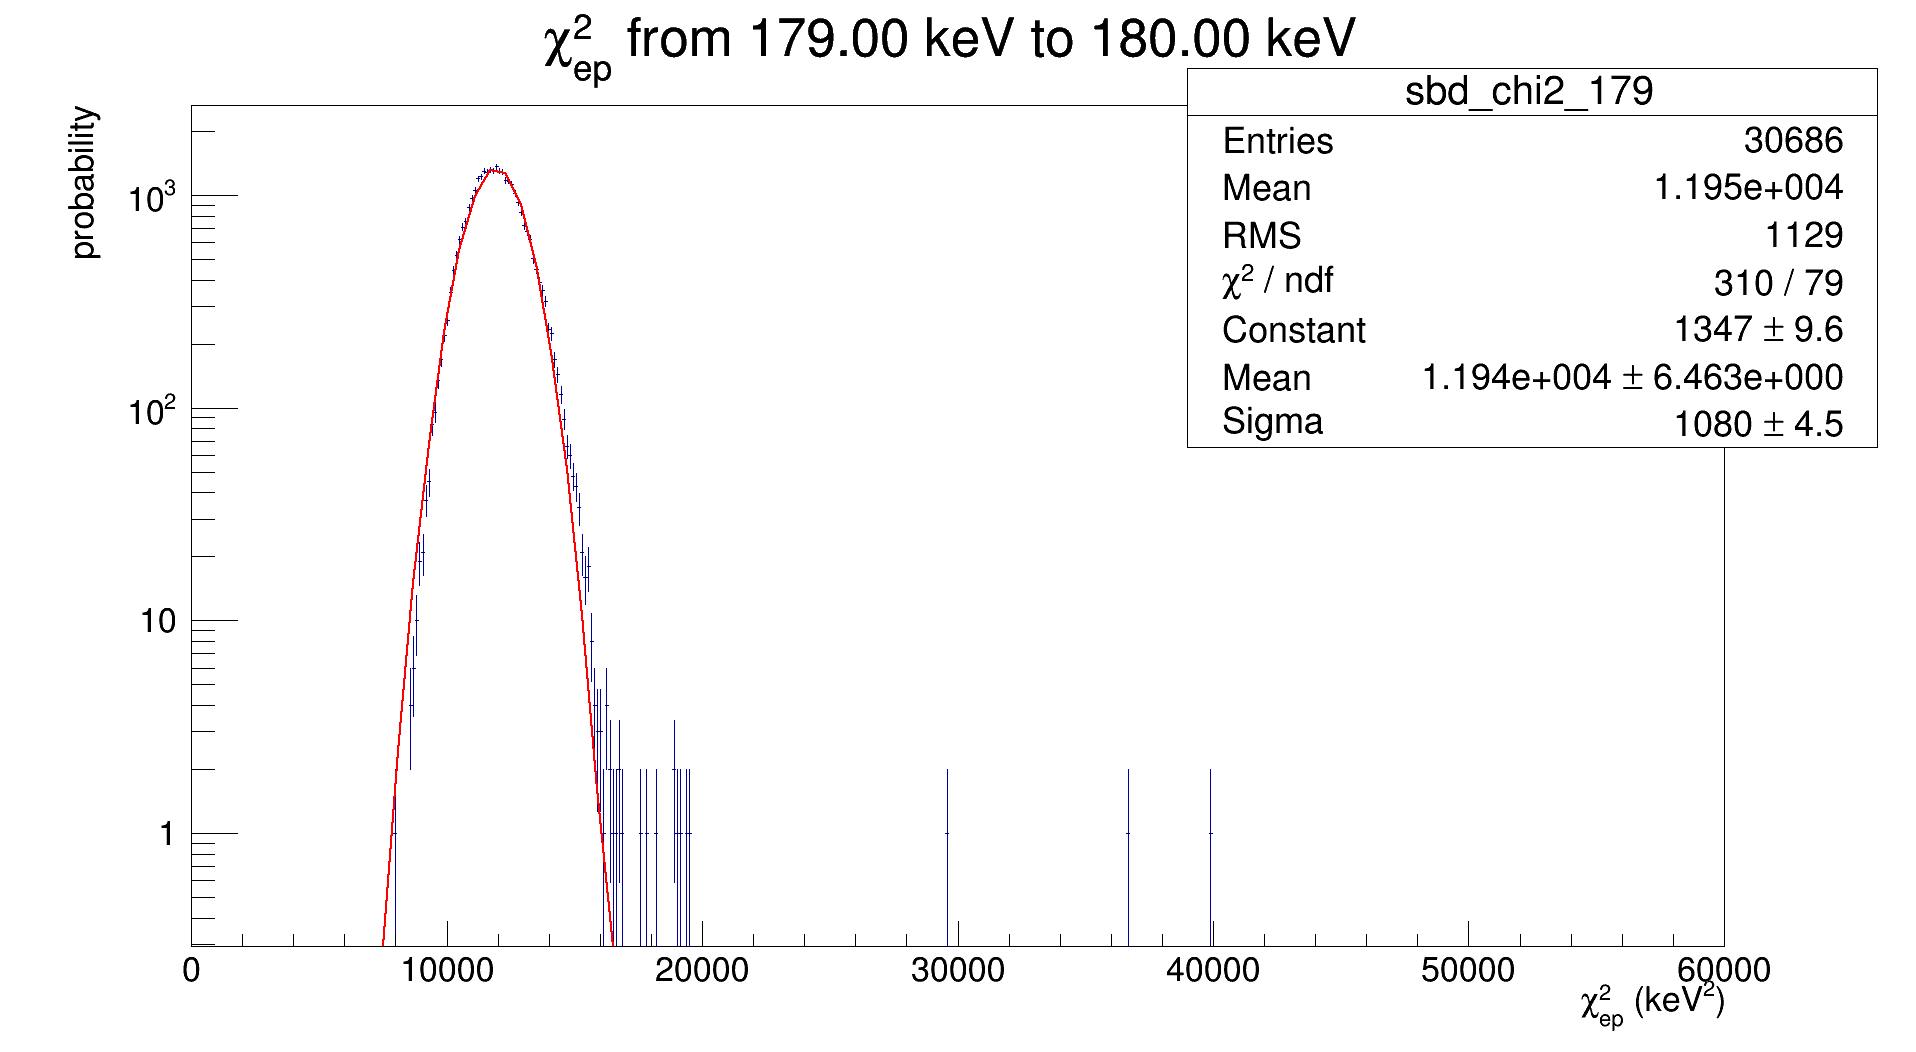 χ²ep from 179.00 keV to 180.00 keV
probability
sbd_chi2_179
Entries 30686
Mean 1.195e+004
RMS 1129
χ² / ndf 310 / 79
Constant 1347 ± 9.6
Mean 1.194e+004 ± 6.463e+000
Sigma 1080 ± 4.5
10³
10²
10
1
0 10000 20000 30000 40000 50000 60000
χ²ep (keV²)